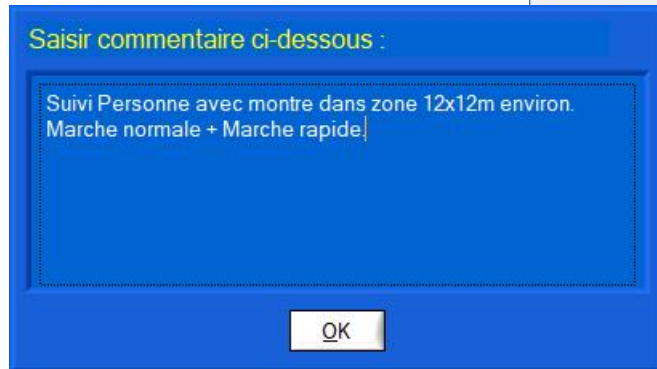 Saisir commentaire ci-dessous :
Suivi Personne avec montre dans zone 12x12m environ.
Marche normale + Marche rapide.
OK